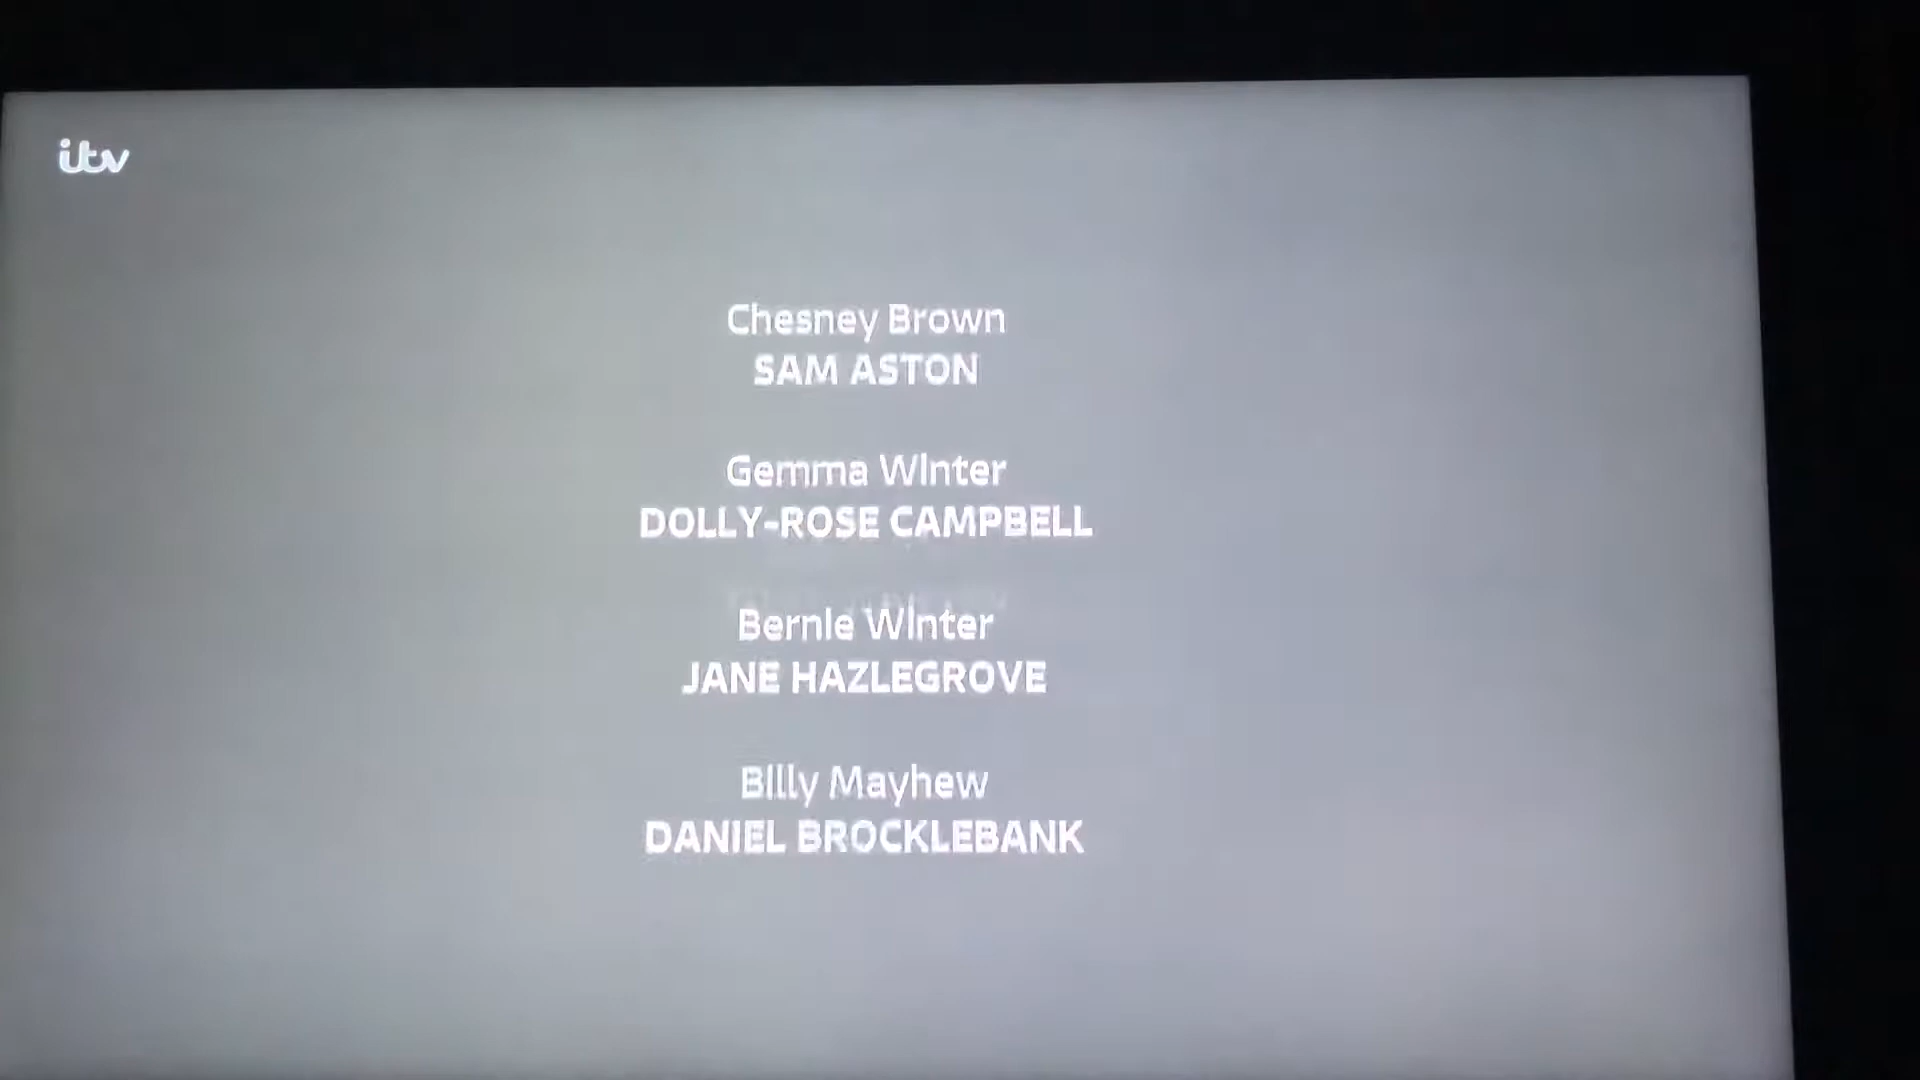 itv
Chesney Brown
SAM ASTON
Gemma Winter
DOLLY-ROSE CAMPBELL
Bernie Winter
JANE HAZLEGROVE
Billy Mayhew
DANIEL BROCKLEBANK